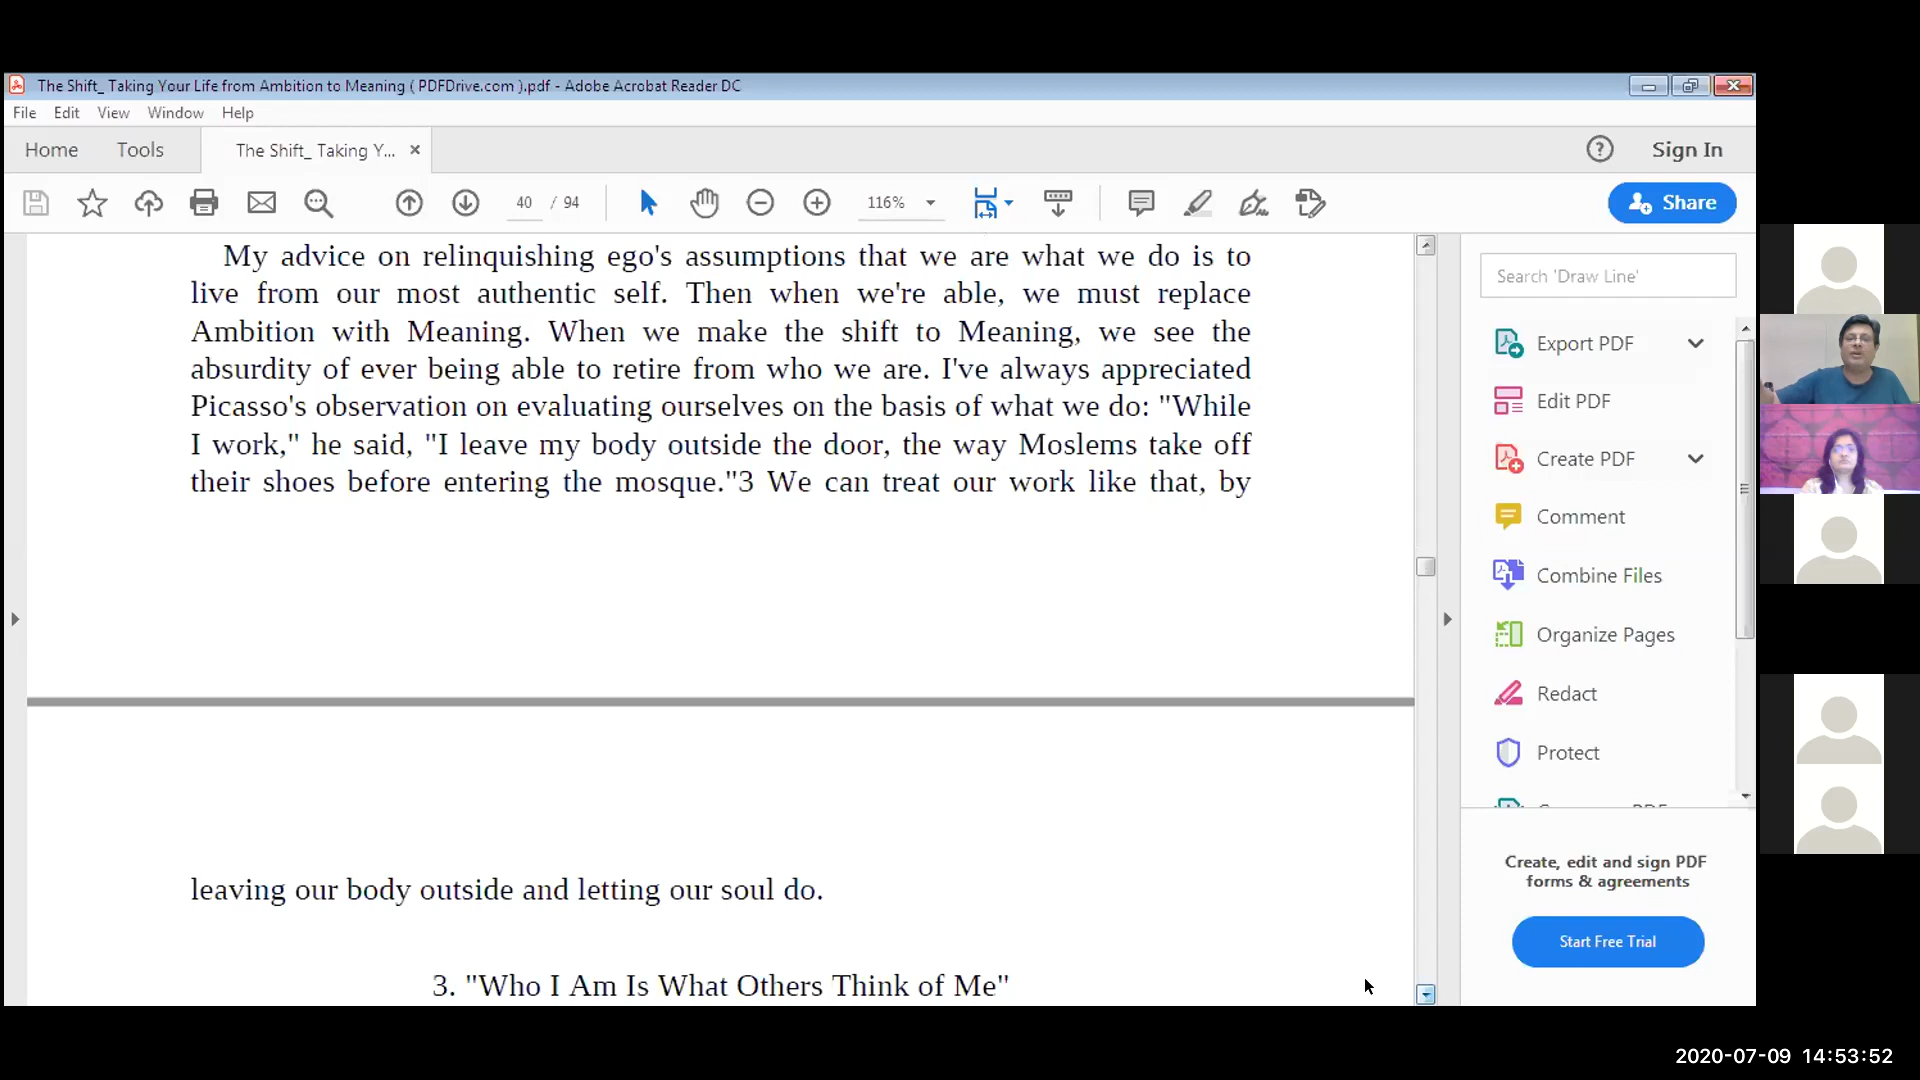 The Shift_ Taking Your Life from Ambition to Meaning ( PDFDrive.com ).pdf - Adobe Acrobat Reader DC
File Edit View Window Help
Home Tools The Shift_ Taking Y... Sign In
40 / 94 116% Share
My advice on relinquishing ego's assumptions that we are what we do is to
live from our most authentic self. Then when we're able, we must replace
Ambition with Meaning. When we make the shift to Meaning, we see the
absurdity of ever being able to retire from who we are. I've always appreciated
Picasso's observation on evaluating ourselves on the basis of what we do: "While
I work," he said, "I leave my body outside the door, the way Moslems take off
their shoes before entering the mosque."3 We can treat our work like that, by
leaving our body outside and letting our soul do.
3. "Who I Am Is What Others Think of Me"
Search 'Draw Line'
Export PDF
Edit PDF
Create PDF
Comment
Combine Files
Organize Pages
Redact
Protect
Create, edit and sign PDF
forms & agreements
Start Free Trial
2020-07-09 14:53:52